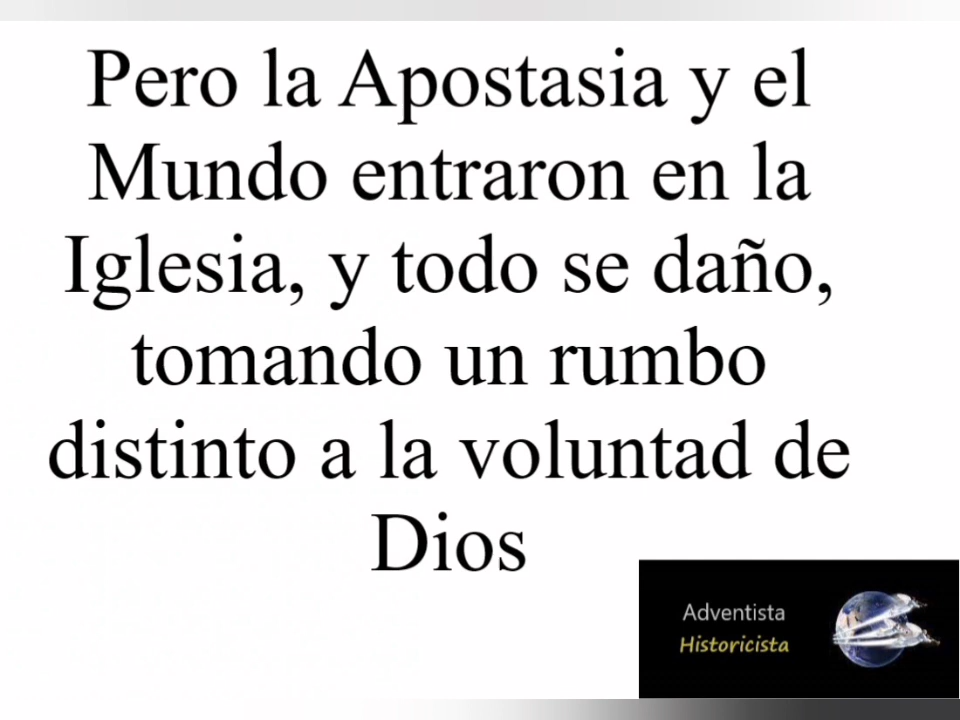 Pero la Apostasia y el
Mundo entraron en la
Iglesia, y todo se daño,
tomando un rumbo
distinto a la voluntad de
Dios
Adventista
Historicista